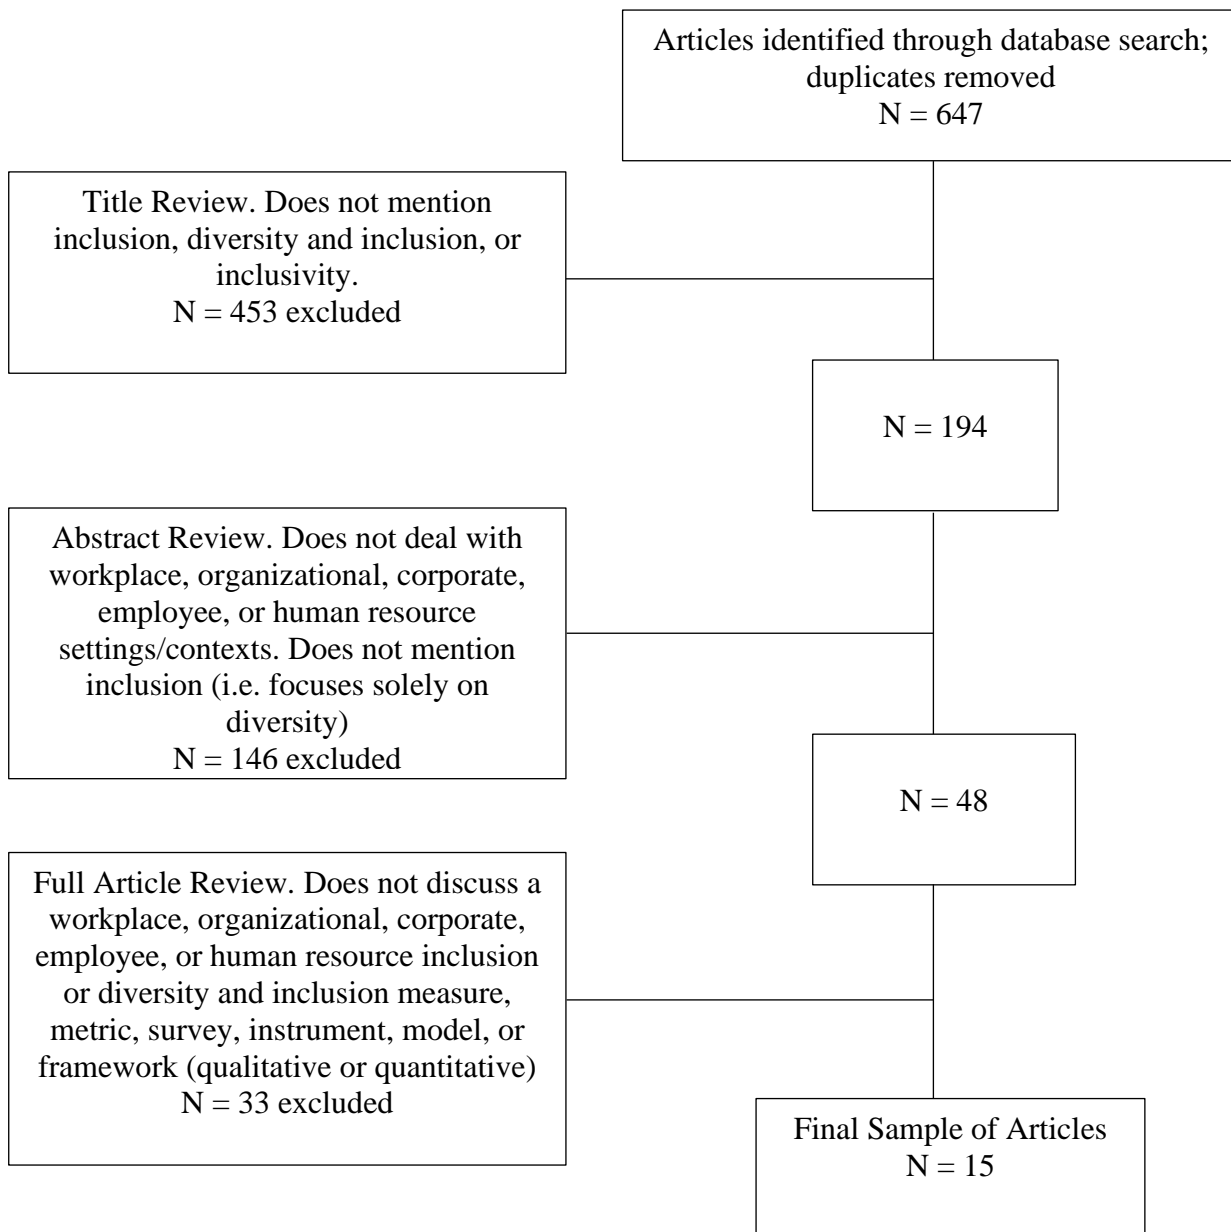 Articles identified through database search;
duplicates removed
N = 647
Title Review. Does not mention
inclusion, diversity and inclusion, or
inclusivity.
N = 453 excluded
N = 194
Abstract Review. Does not deal with
workplace, organizational, corporate,
employee, or human resource
settings/contexts. Does not mention
inclusion (i.e. focuses solely on
diversity)
N = 146 excluded
N = 48
Full Article Review. Does not discuss a
workplace, organizational, corporate,
employee, or human resource inclusion
or diversity and inclusion measure,
metric, survey, instrument, model, or
framework (qualitative or quantitative)
N = 33 excluded
Final Sample of Articles
N = 15